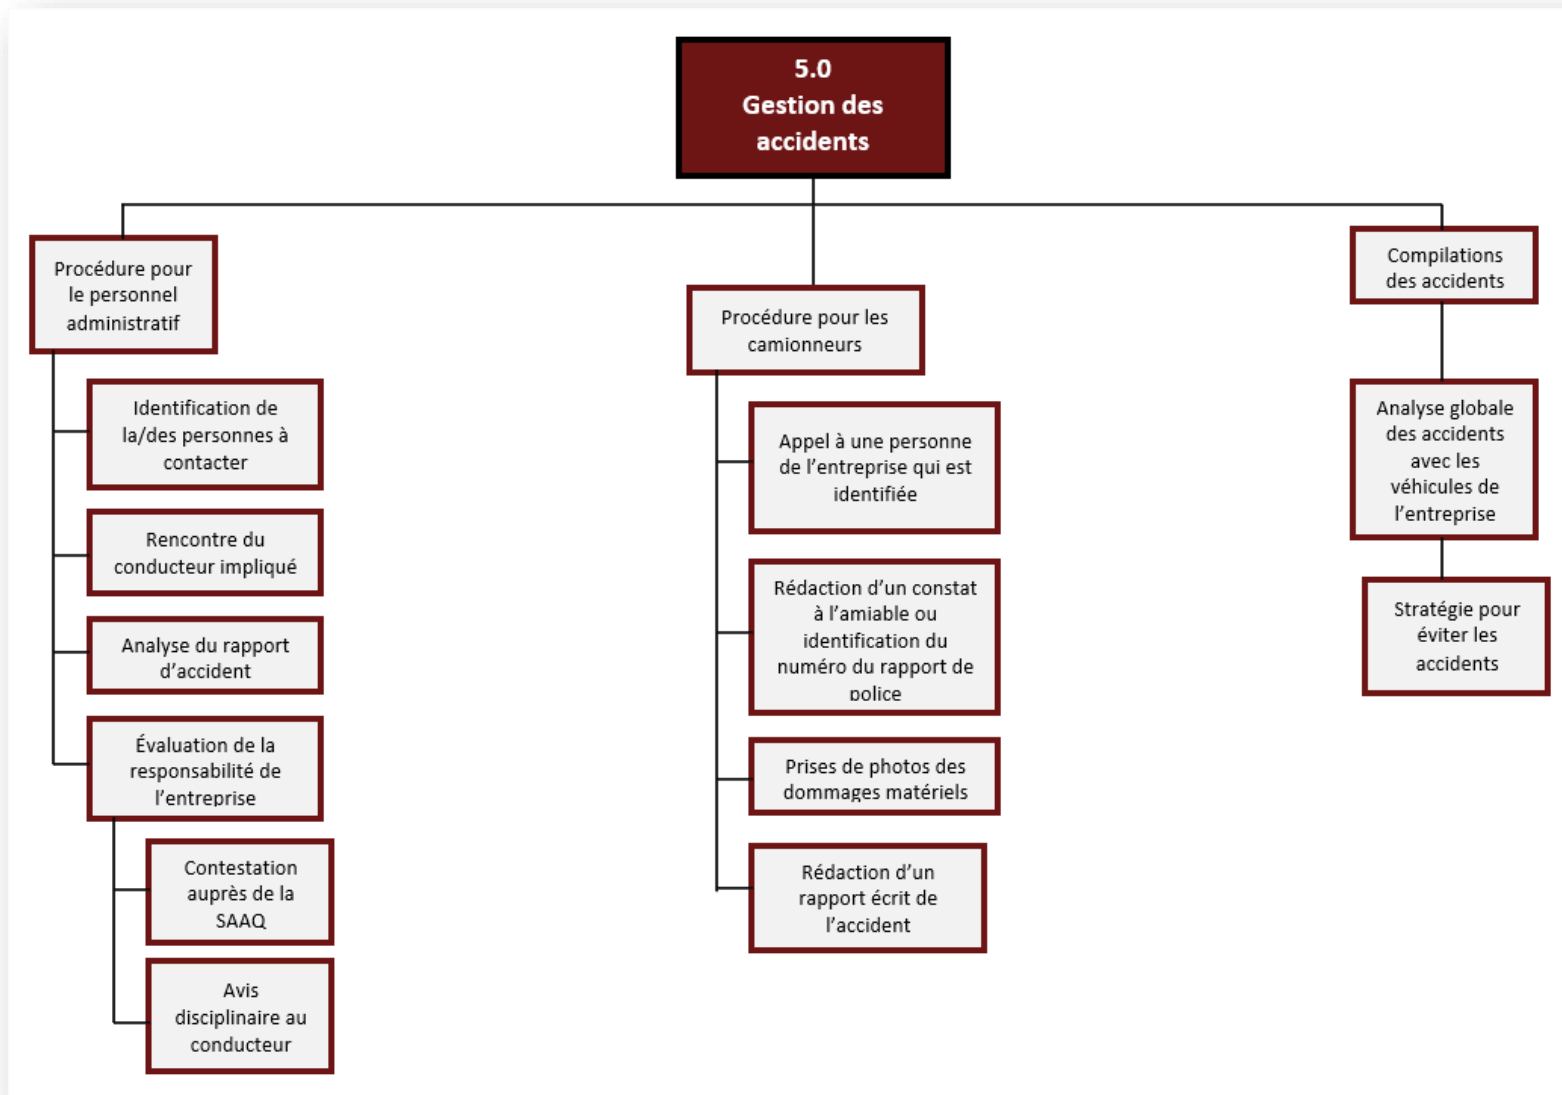 5.0
Gestion des
accidents
Procédure pour
le personnel
administratif
Identification de
la/des personnes à
contacter
Rencontre du
conducteur impliqué
Analyse du rapport
d’accident
Évaluation de la
responsabilité de
l’entreprise
Contestation
auprès de la
SAAQ
Avis
disciplinaire au
conducteur
Procédure pour les
camionneurs
Appel à une personne
de l’entreprise qui est
identifiée
Rédaction d’un constat
à l’amiable ou
identification du
numéro du rapport de
police
Prises de photos des
dommages matériels
Rédaction d’un
rapport écrit de
l’accident
Compilations
des accidents
Analyse globale
des accidents
avec les
véhicules de
l’entreprise
Stratégie pour
éviter les
accidents